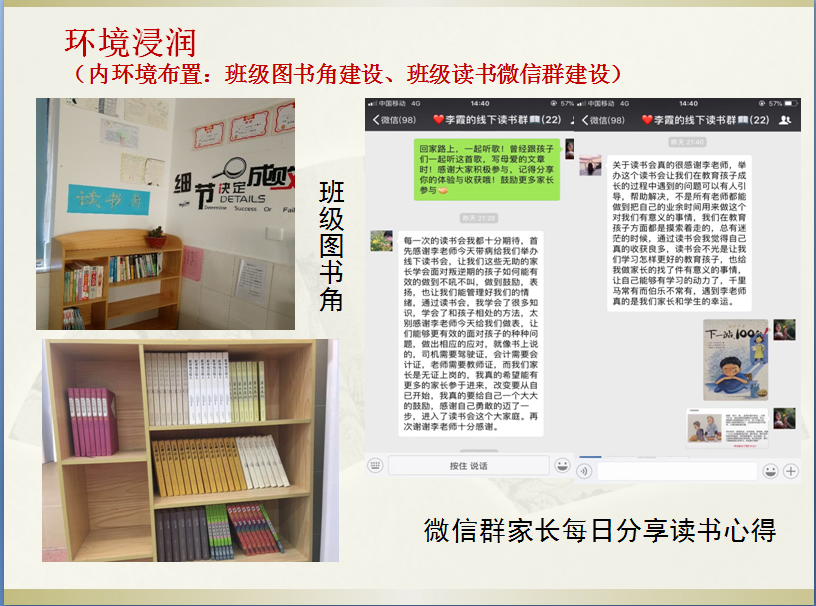 环境浸润
（内环境布置：班级图书角建设、班级读书微信群建设）
读书角
细节决定成败
DETAILS
Determine Success Or Fail
班级图书角
中国移动 4G
14:40
57%
微信(98)
❤️李霞的线下读书群📖(22)
回家路上，一起听歌！曾经跟孩子
们一起听这首歌，写母爱的文章
时！感谢大家积极参与，记得分享
你的体验与收获哦！鼓励更多家长
参与
昨天 21:28
每一次的读书会我都十分期待，首
先感谢李老师今天带病给我们举办
线下读书会，让我们这些无助的家
长学会面对叛逆期的孩子如何能有
效的做到不吼不叫，做到鼓励，表
扬，也让我们能管理好我们的情
绪。通过读书会，我学会了很多知
识，学会了和孩子相处的方法，太
别感谢李老师今天给我们做表，让
们能够更有效的面对孩子的种种问
题，做出相应的应对，就像书上说
的，司机需要驾驶证，会计需要会
计证，老师需要教师证，而我们家
长是无证上岗的，我真的希望能有
更多的家长参于进来，改变要从自
已开始，我真的要给自己一个大大
的鼓励，感谢自己勇敢的迈了一
步，进入了读书会这个大家庭。再
次谢谢李老师十分感谢。
按住 说话
中国移动 4G
14:40
57%
微信(98)
❤️李霞的线下读书群📖(22)
昨天 21:40
关于读书会真的很感谢李老师，举
办这个读书会让我们在教育孩子成
长的过程中遇到的问题可以有人引
导，帮助解决，不是所有老师都能
做到把自己的业余时间用来做这个
对我们有意义的事情，我们在教育
孩子方面都是摸索着走的，总有迷
茫的时候，通过读书会我觉得自己
真的收获良多，读书会不光是让我
们学习怎样更好的教育孩子，也给
我做家长的找了件有意义的事情，
让自己能够有学习的动力了，千里
马常有而伯乐不常有，遇到李老师
真的是我们家长和学生的幸运。
下一站,100分
微信群家长每日分享读书心得